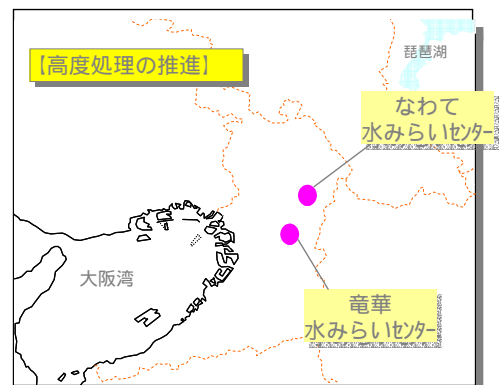 【高度処理の推進】
琵琶湖
なわて
水みらいセンター
大阪湾
竜華
水みらいセンター